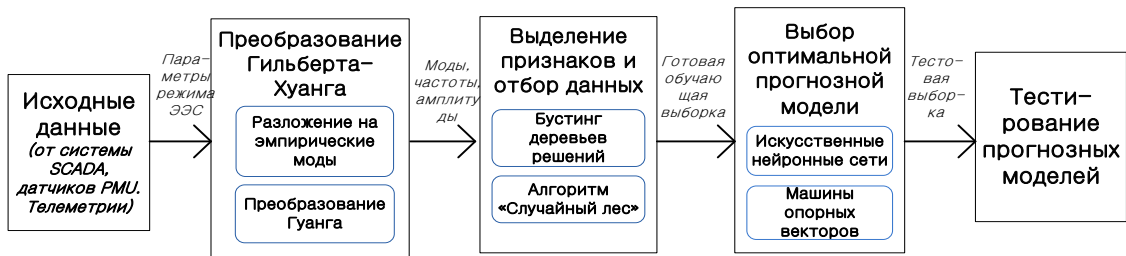 Исходные
данные
(от системы
SCADA,
датчиков PMU.
Телеметрии)
Пара-
метры
режима
ЭЭС
Преобразование
Гильберта-
Хуанга
Разложение на
эмпирические
моды
Преобразование
Гуанга
Моды,
частоты,
амплиту
ды
Выделение
признаков и
отбор данных
Бустинг
деревьев
решений
Алгоритм
«Случайный лес»
Готовая
обучаю
щая
выборка
Выбор
оптимальной
прогнозной
модели
Искусственные
нейронные сети
Машины
опорных
векторов
Тесто-
вая
выбор-
ка
Тести-
рование
прогнозных
моделей